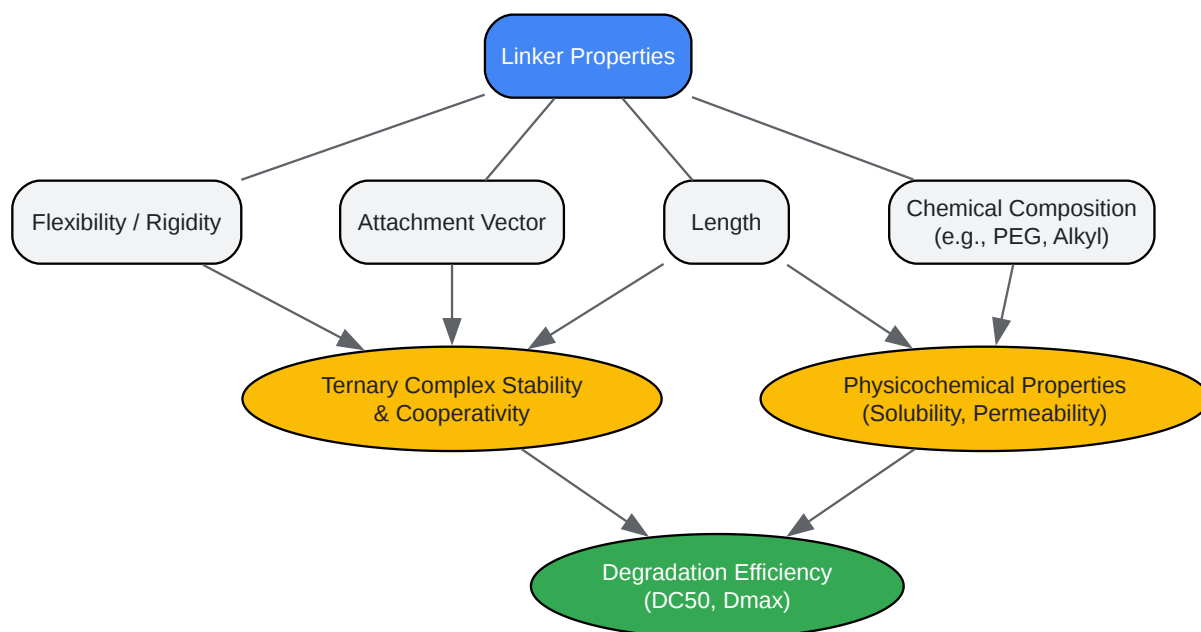 Linker Properties
Flexibility / Rigidity
Attachment Vector
Length
Chemical Composition
(e.g., PEG, Alkyl)
Ternary Complex Stability
& Cooperativity
Physicochemical Properties
(Solubility, Permeability)
Degradation Efficiency
(DC50, Dmax)